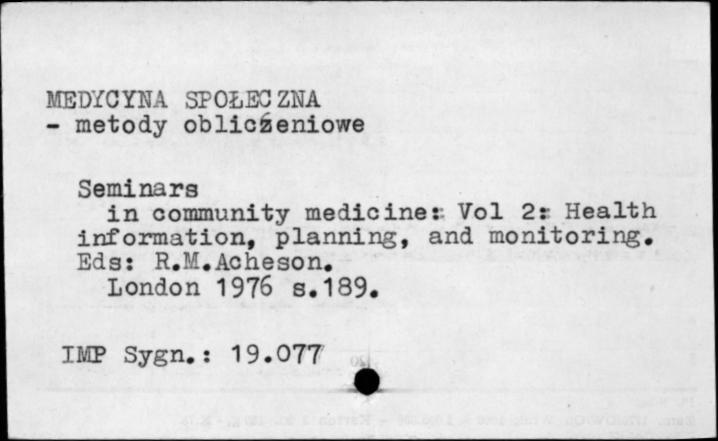 MEDYCYNA SPOŁECZNA
- metody obliczeniowe
Seminars
in community medicine: Vol 2: Health
information, planning, and monitoring.
Eds: R.M.Acheson.
London 1976 s.189.
IMP Sygn.: 19.077